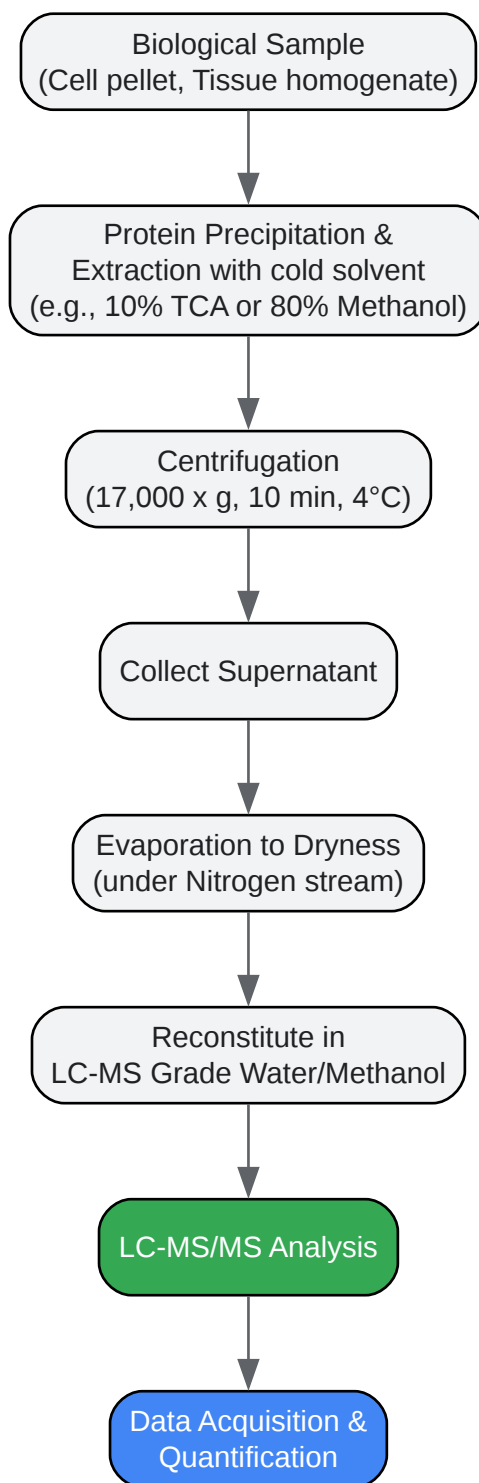 Biological Sample
(Cell pellet, Tissue homogenate)
Protein Precipitation &
Extraction with cold solvent
(e.g., 10% TCA or 80% Methanol)
Centrifugation
(17,000 x g, 10 min, 4°C)
Collect Supernatant
Evaporation to Dryness
(under Nitrogen stream)
Reconstitute in
LC-MS Grade Water/Methanol
LC-MS/MS Analysis
Data Acquisition &
Quantification